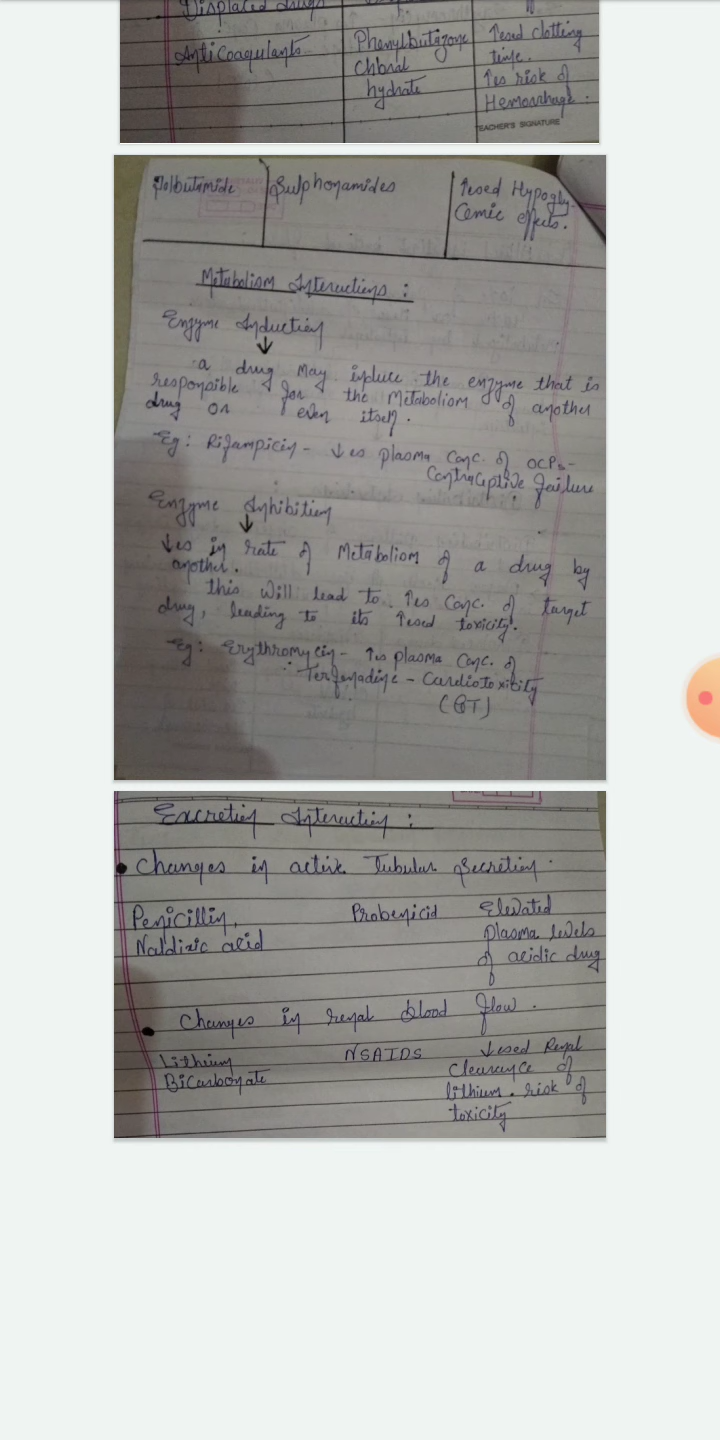 Displaced drugs
Anticoagulants Phenylbutazone ↑esed clotting
Chloral time.
hydrate ↑es risk of
Hemorrhage.
TEACHER'S SIGNATURE
Tolbutamide Sulphonamides ↑esed Hypogly-
cemic effects.
Metabolism Interactions :
Enzyme Induction
↓
a drug may induce the enzyme that is
responsible for the Metabolism of another
drug or even itself.
Eg: Rifampicin - ↓es plasma conc. of OCPs -
Contraceptive failure
Enzyme Inhibition
↓
↓es in rate of Metabolism of a drug by
another.
this will lead to ↑es conc. of target
drug, leading to its ↑esed toxicity.
Eg: Erythromycin - ↑es plasma conc. of
Terfenadine - Cardiotoxicity
(QT)
Excretion Interaction :
• Changes in active Tubular Secretion.
Penicillin, Probenicid Elevated
Naldixic acid plasma levels
of acidic drug
• Changes in renal blood flow.
Lithium NSAIDS ↓esed Renal
Bicarbonate Clearance of
lithium. risk of
toxicity